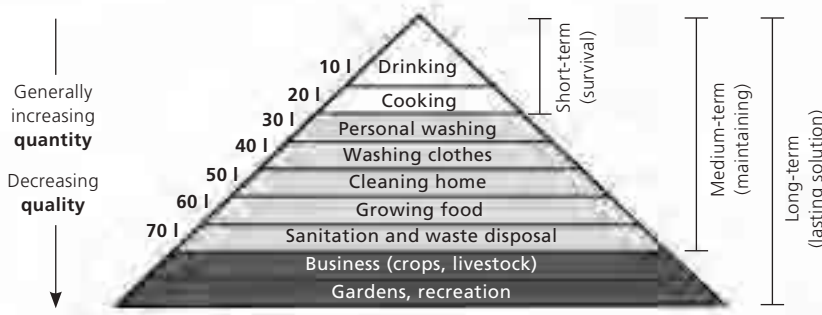 Generally
increasing
quantity
Decreasing
quality
10 l
Drinking
20 l
Cooking
30 l
Personal washing
40 l
Washing clothes
50 l
Cleaning home
60 l
Growing food
70 l
Sanitation and waste disposal
Business (crops, livestock)
Gardens, recreation
Short-term
(survival)
Medium-term
(maintaining)
Long-term
(lasting solution)